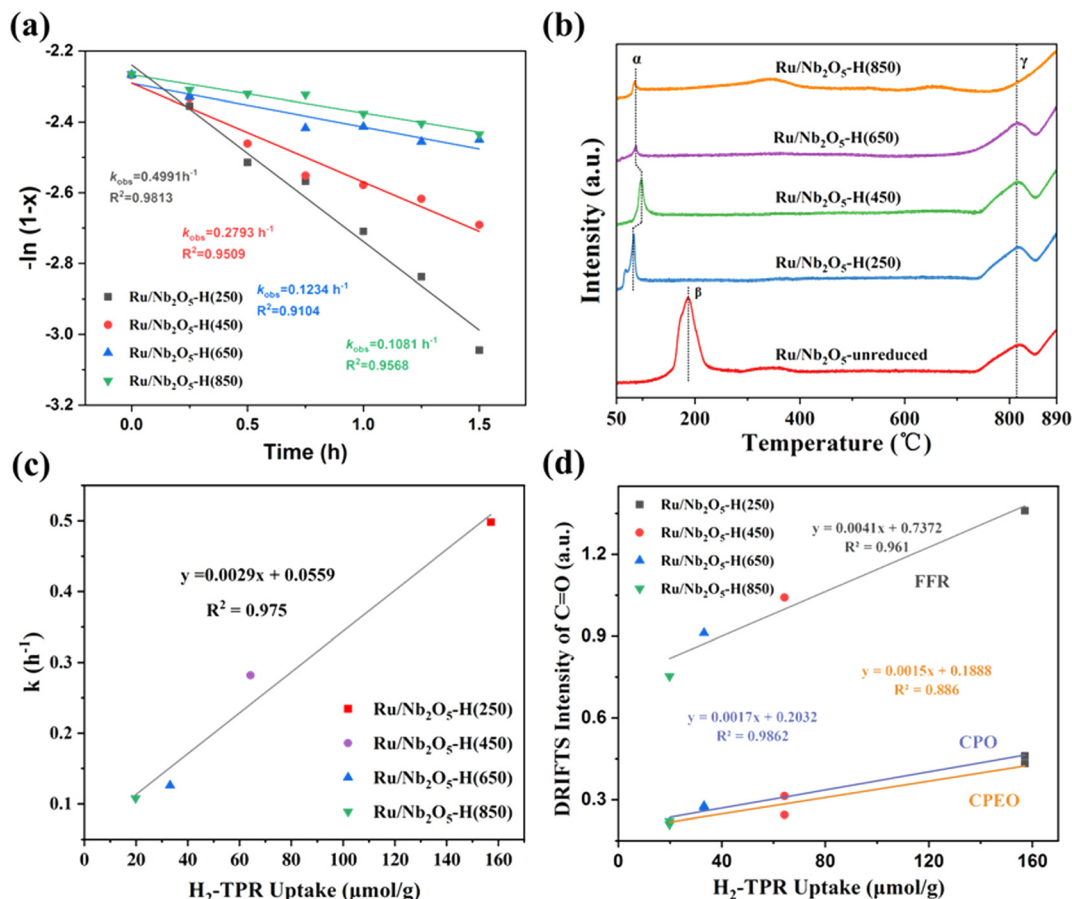 (a)
-ln (1-x)
-2.2
-2.4
-2.6
-2.8
-3.0
-3.2
k_obs=0.4991h⁻¹
R²=0.9813
k_obs=0.2793 h⁻¹
R²=0.9509
k_obs=0.1234 h⁻¹
R²=0.9104
k_obs=0.1081 h⁻¹
R²=0.9568
Ru/Nb₂O₅-H(250)
Ru/Nb₂O₅-H(450)
Ru/Nb₂O₅-H(650)
Ru/Nb₂O₅-H(850)
0.0 0.5 1.0 1.5
Time (h)
(b)
Intensity (a.u.)
α
γ
Ru/Nb₂O₅-H(850)
Ru/Nb₂O₅-H(650)
Ru/Nb₂O₅-H(450)
Ru/Nb₂O₅-H(250)
β
Ru/Nb₂O₅-unreduced
50 200 400 600 800 890
Temperature (℃)
(c)
k (h⁻¹)
0.5
0.4
0.3
0.2
0.1
y =0.0029x + 0.0559
R² = 0.975
Ru/Nb₂O₅-H(250)
Ru/Nb₂O₅-H(450)
Ru/Nb₂O₅-H(650)
Ru/Nb₂O₅-H(850)
0 20 40 60 80 100 120 140 160
H₂-TPR Uptake (μmol/g)
(d)
DRIFTS Intensity of C=O (a.u.)
1.2
0.9
0.6
0.3
Ru/Nb₂O₅-H(250)
Ru/Nb₂O₅-H(450)
Ru/Nb₂O₅-H(650)
Ru/Nb₂O₅-H(850)
y = 0.0041x + 0.7372
R² = 0.961
FFR
y = 0.0015x + 0.1888
R² = 0.886
y = 0.0017x + 0.2032
R² = 0.9862
CPO
CPEO
0 40 80 120 160
H₂-TPR Uptake (μmol/g)